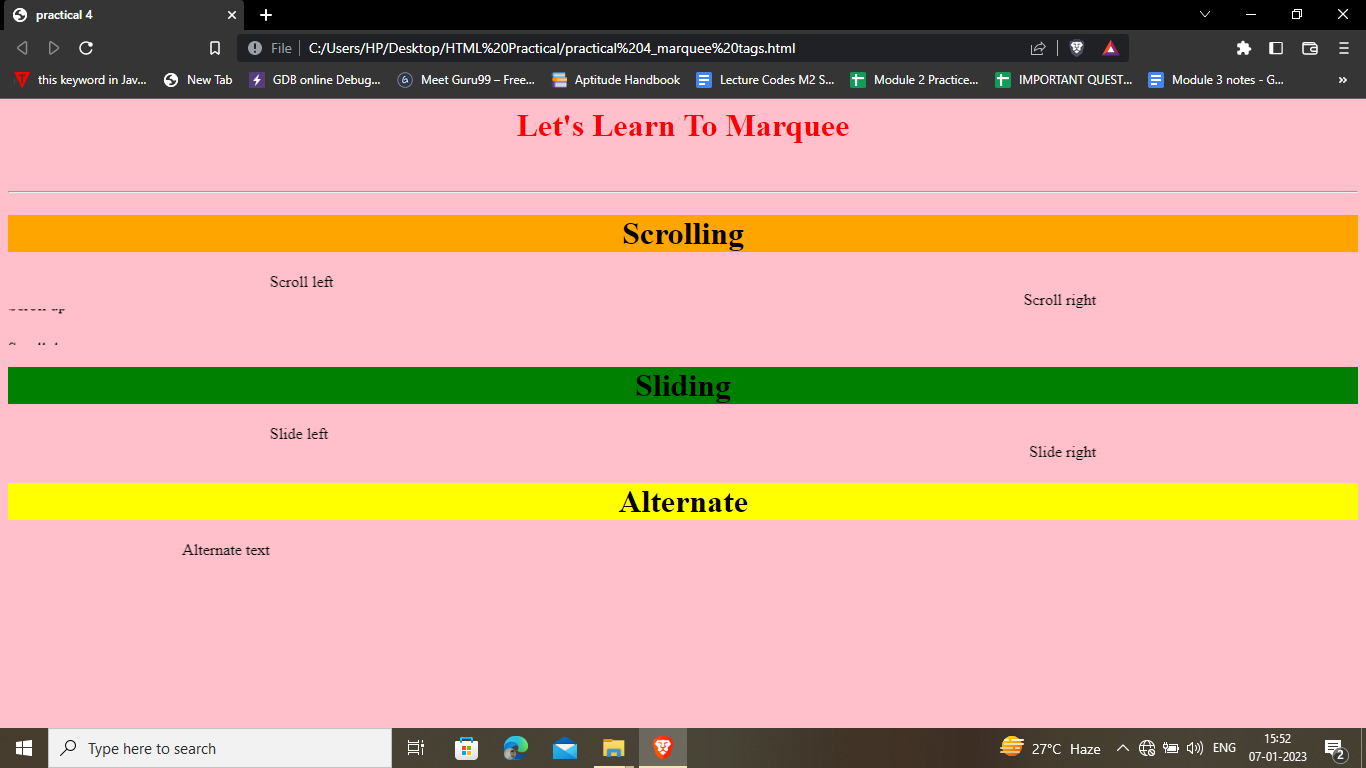 practical 4
File
C:/Users/HP/Desktop/HTML%20Practical/practical%204_marquee%20tags.html
this keyword in Jav... New Tab GDB online Debug... Meet Guru99 – Free... Aptitude Handbook Lecture Codes M2 S... Module 2 Practice... IMPORTANT QUEST... Module 3 notes - G... »
Let's Learn To Marquee
Scrolling
Scroll left
Scroll right
Sliding
Slide left
Slide right
Alternate
Alternate text
Type here to search
27°C Haze
ENG
15:52
07-01-2023
2